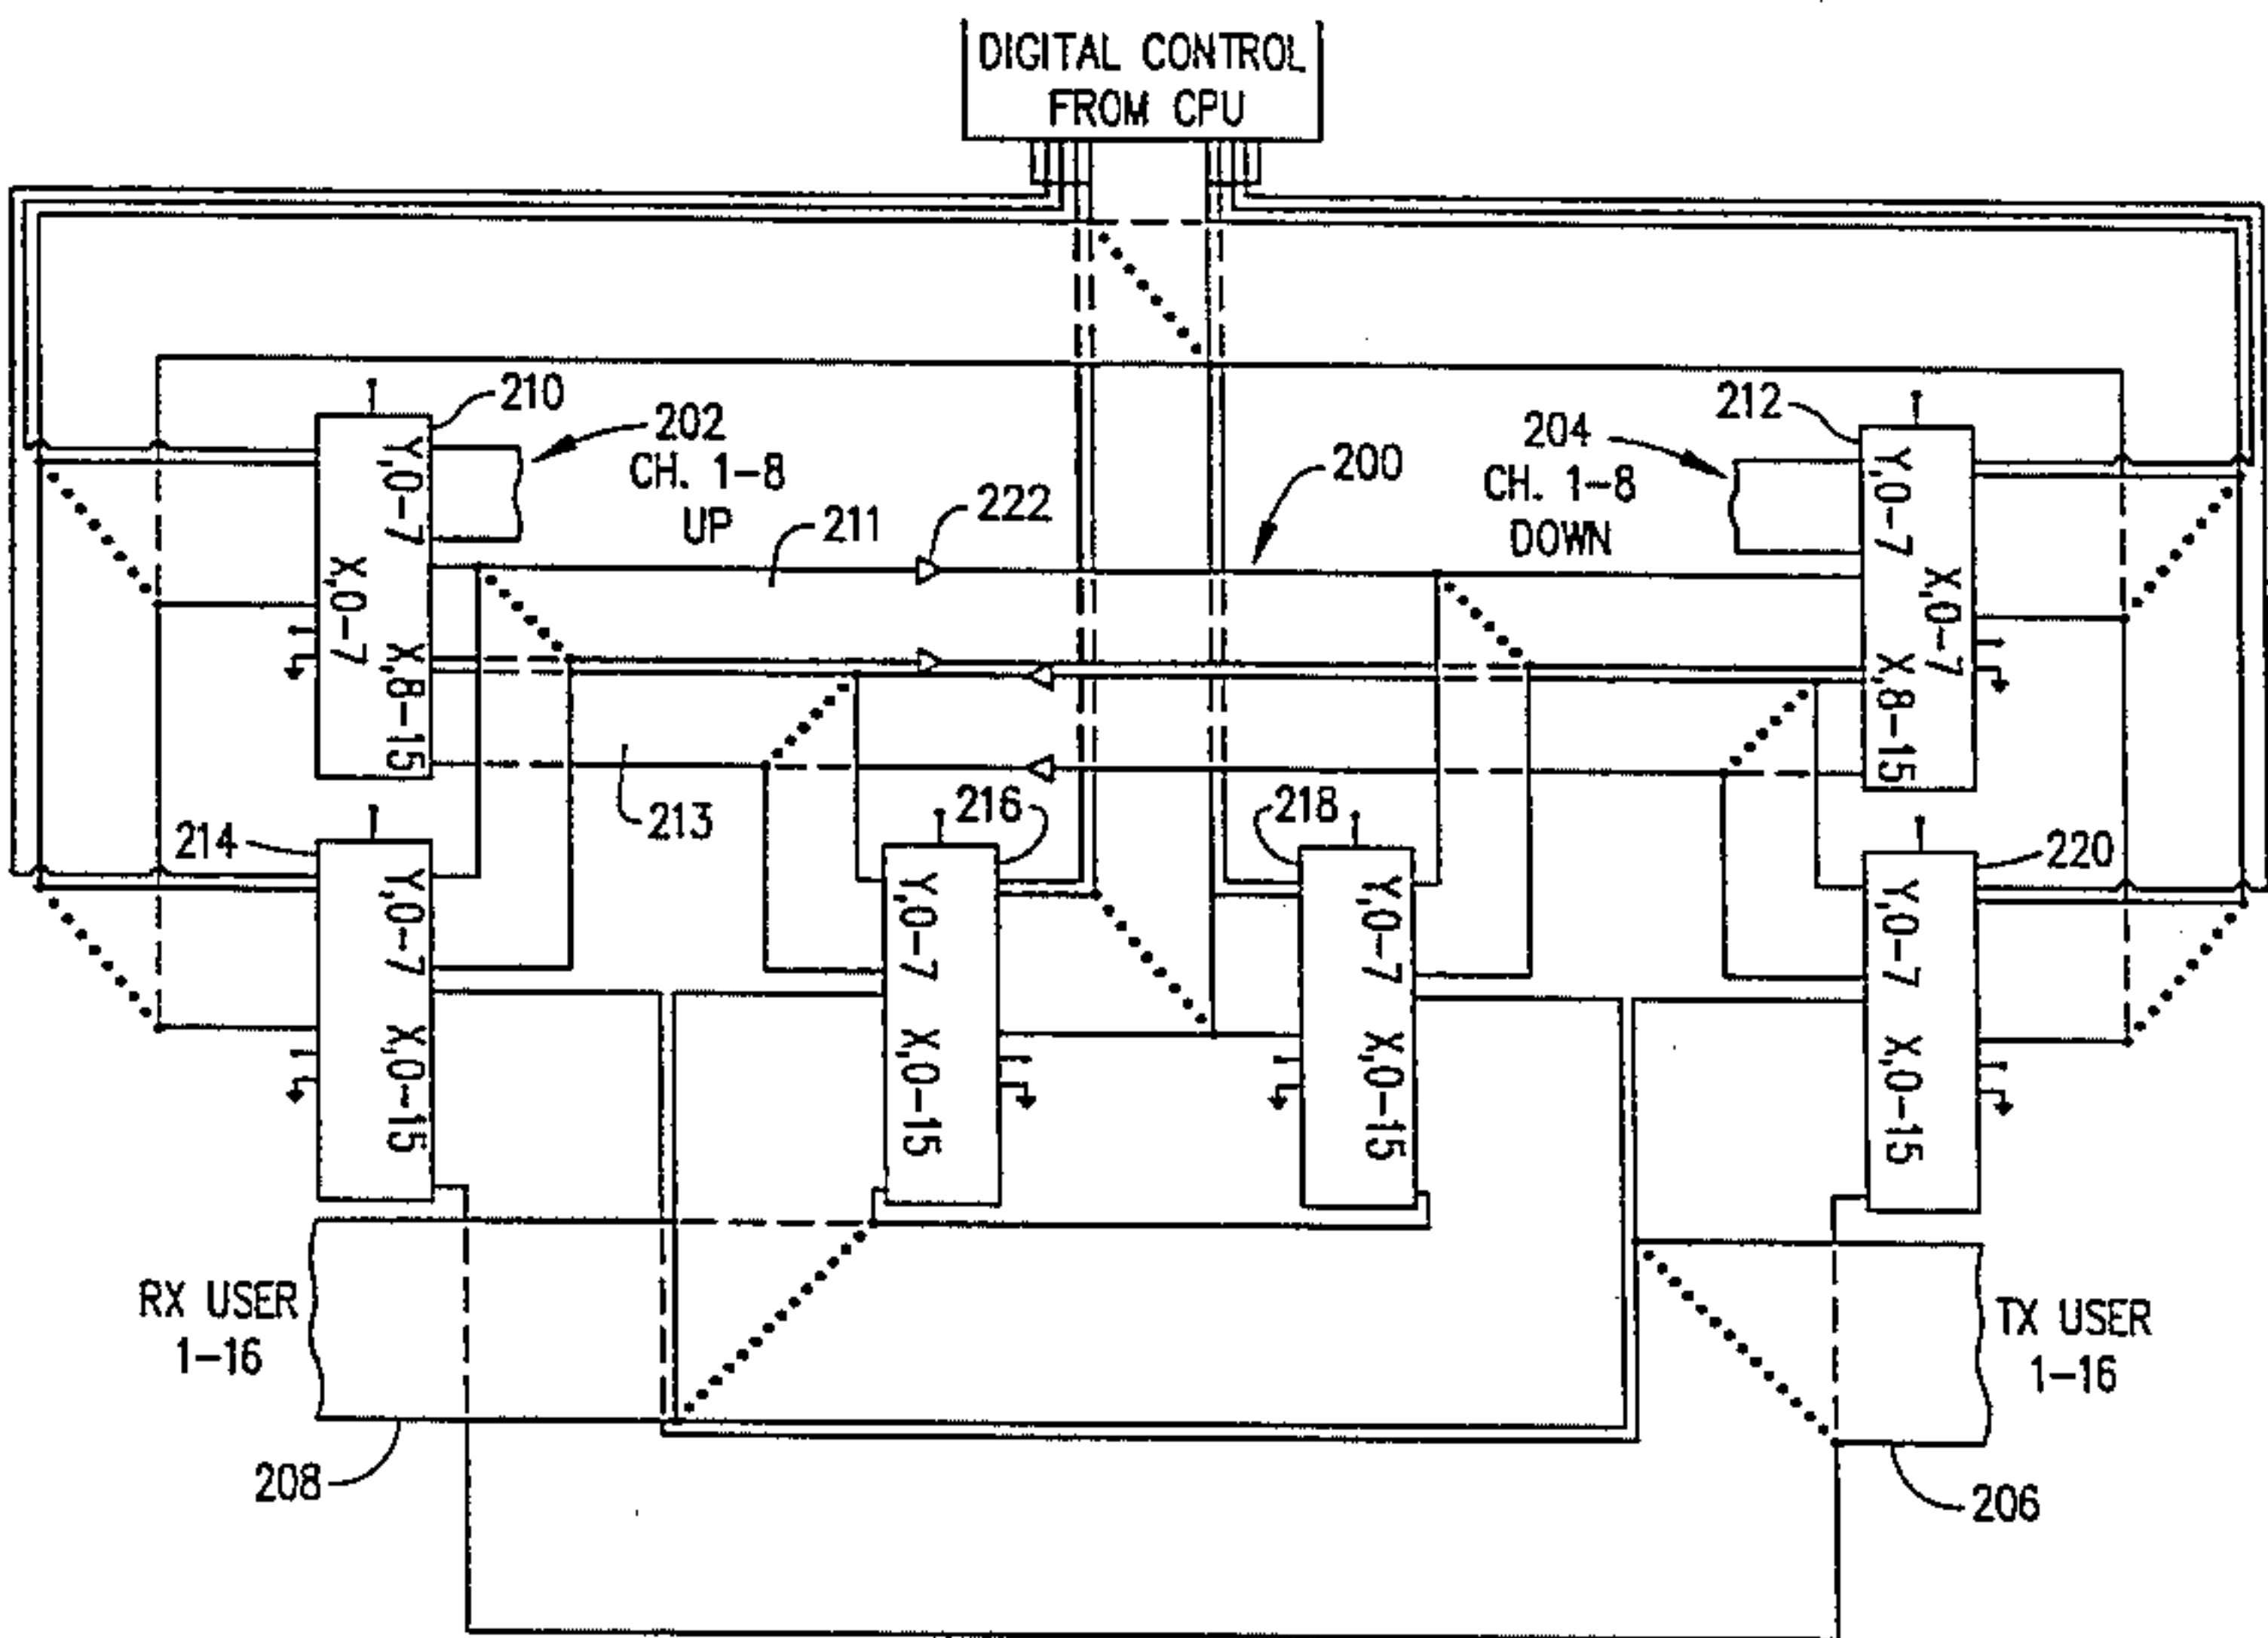 DIGITAL CONTROL
FROM CPU
210
202
CH. 1-8
UP
211
222
200
204
CH. 1-8
DOWN
212
Y,0-7
X,0-7
X,8-15
Y,0-7
X,0-7
X,8-15
213
214
216
218
220
Y,0-7
X,0-15
Y,0-7
X,0-15
Y,0-7
X,0-15
Y,0-7
X,0-15
RX USER
1-16
TX USER
1-16
208
206